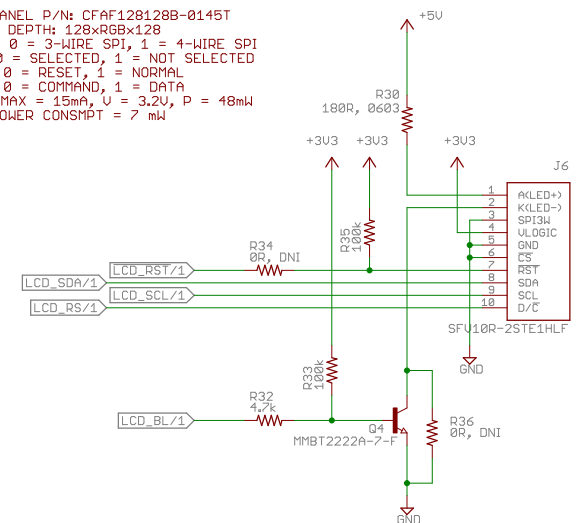 ANEL P/N: CFAF128128B-0145T
DEPTH: 128xRGBx128
0 = 3-WIRE SPI, 1 = 4-WIRE SPI
0 = SELECTED, 1 = NOT SELECTED
0 = RESET, 1 = NORMAL
0 = COMMAND, 1 = DATA
MAX = 15mA, V = 3.2V, P = 48mW
OWER CONSMPT = 7 mW
+5V
R30
180R, 0603
+3V3
+3V3
+3V3
J6
1 A(LED+)
2 K(LED-)
3 SPI3W
4 VLOGIC
5 GND
6 CS
7 RST
8 SDA
9 SCL
10 D/C
SFV10R-2STE1HLF
R35
100k
R34
0R, DNI
LCD_RST/1
LCD_SDA/1
LCD_SCL/1
LCD_RS/1
GND
R33
100k
R32
4.7k
LCD_BL/1
Q4
MMBT2222A-7-F
R36
0R, DNI
GND